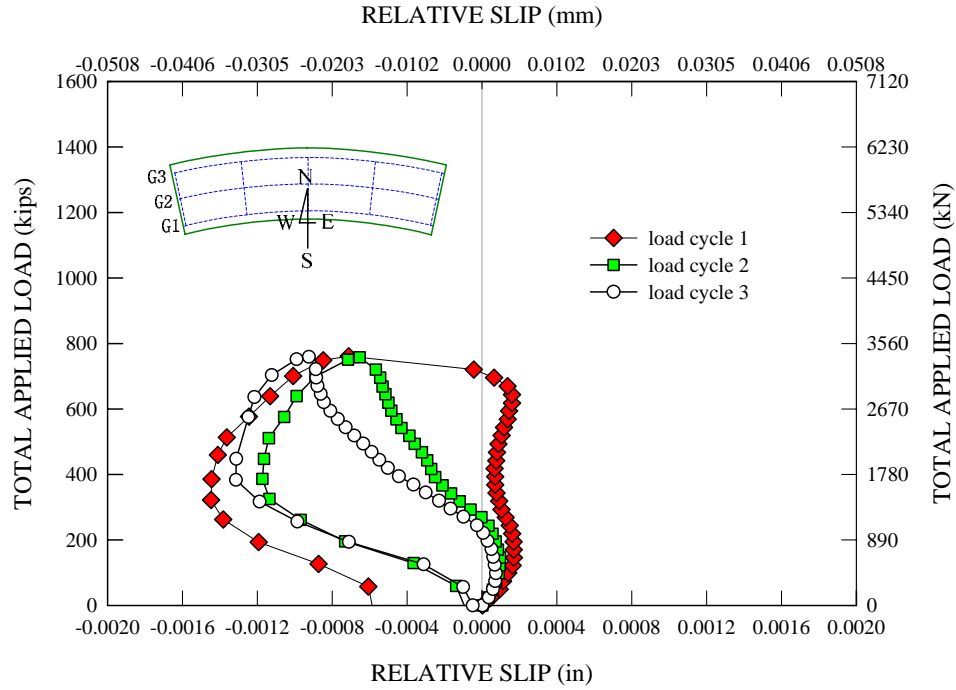 RELATIVE SLIP (mm)
-0.0508 -0.0406 -0.0305 -0.0203 -0.0102 0.0000 0.0102 0.0203 0.0305 0.0406 0.0508
1600 7120
1400 6230
1200 5340
1000 4450
800 3560
600 2670
400 1780
200 890
0 0
TOTAL APPLIED LOAD (kips)
TOTAL APPLIED LOAD (kN)
G3
G2
G1
N
W E
S
load cycle 1
load cycle 2
load cycle 3
-0.0020 -0.0016 -0.0012 -0.0008 -0.0004 0.0000 0.0004 0.0008 0.0012 0.0016 0.0020
RELATIVE SLIP (in)